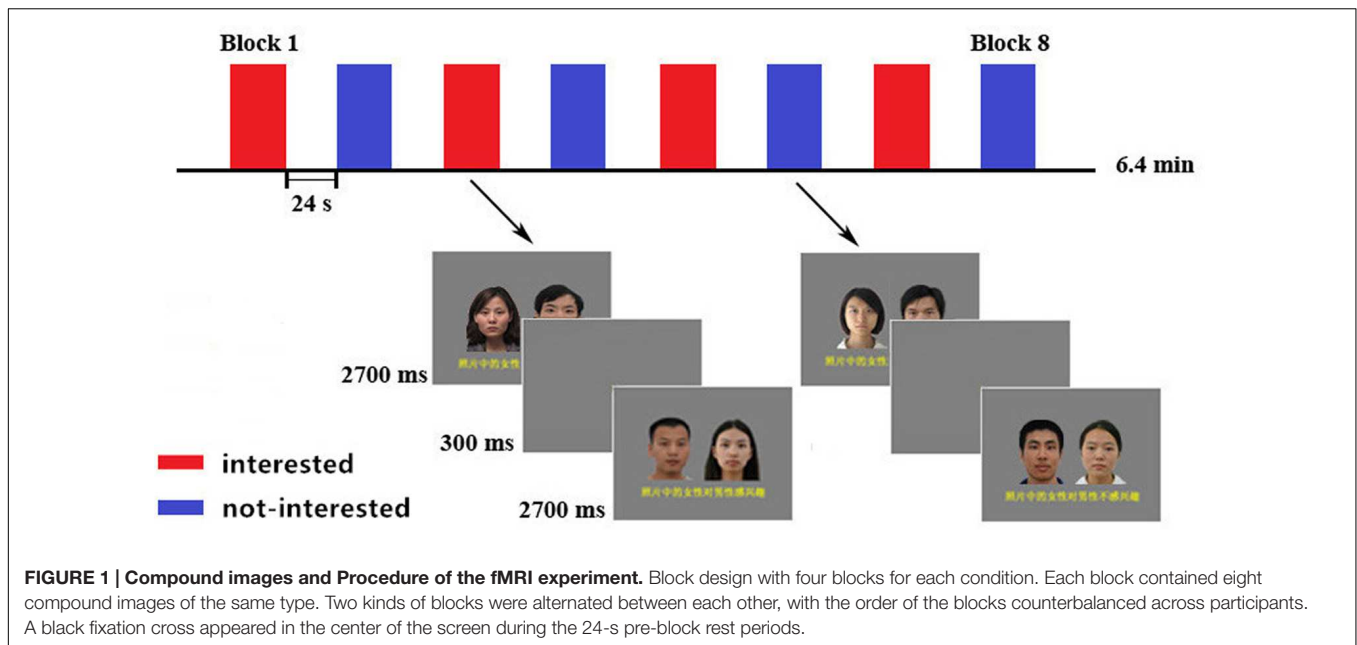 Block 1
Block 8
6.4 min
24 s
照片中的女性
照片中的女性
2700 ms
300 ms
照片中的女性对男性感兴趣
照片中的女性对男性不感兴趣
2700 ms
interested
not-interested
FIGURE 1 | Compound images and Procedure of the fMRI experiment. Block design with four blocks for each condition. Each block contained eight
compound images of the same type. Two kinds of blocks were alternated between each other, with the order of the blocks counterbalanced across participants.
A black fixation cross appeared in the center of the screen during the 24-s pre-block rest periods.